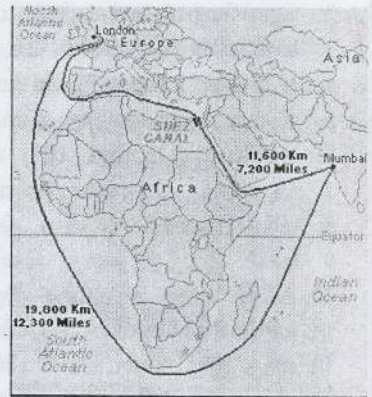 North
Atlantic
Ocean
London
Europe
Asia
SUEZ
CANAL
11,600 Km
7,200 Miles
Mumbai
Africa
Equator
Indian
Ocean
19,800 Km
12,300 Miles
South
Atlantic
Ocean